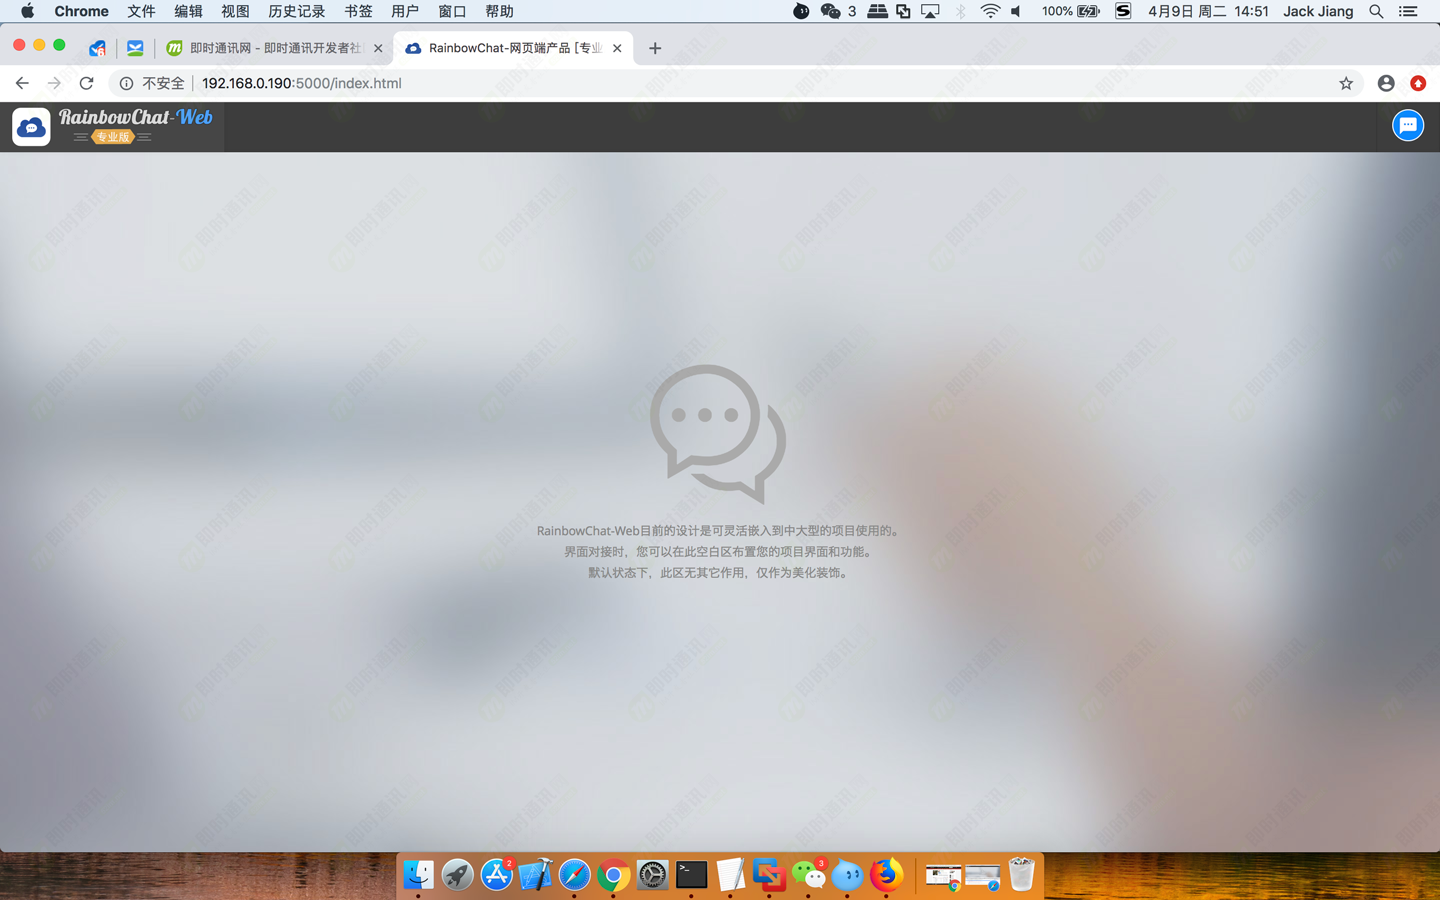 Chrome 文件 编辑 视图 历史记录 书签 用户 窗口 帮助 3 100% S 4月9日 周二 14:51 Jack Jiang
6 m 即时通讯网 - 即时通讯开发者社 RainbowChat-网页端产品 [专业
不安全 192.168.0.190:5000/index.html
RainbowChat-Web
专业版
RainbowChat-Web目前的设计是可灵活嵌入到中大型的项目使用的。
界面对接时，您可以在此空白区布置您的项目界面和功能。
默认状态下，此区无其它作用，仅作为美化装饰。
即时通讯网
2 3